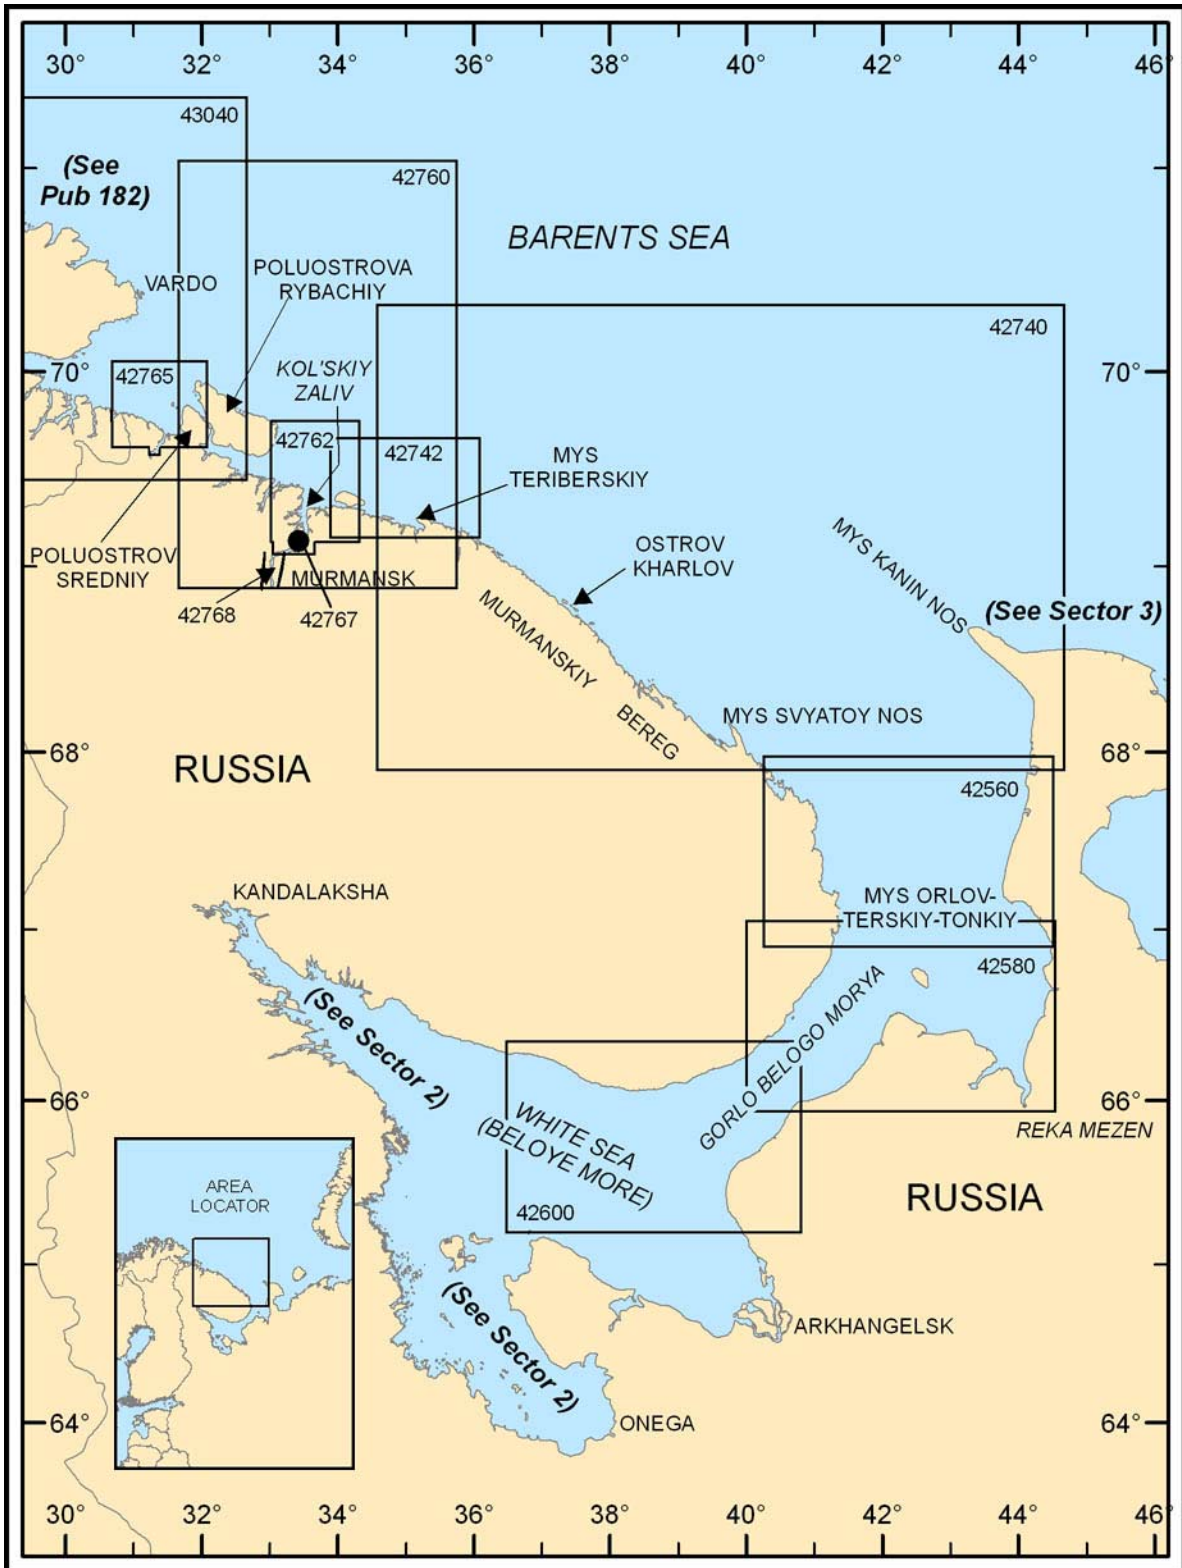 30° 32° 34° 36° 38° 40° 42° 44° 46°
43040
(See
Pub 182)
42760
BARENTS SEA
VARDO
POLUOSTROVA
RYBACHIY
42740
KOL'SKIY
ZALIV
70°
70°
42765
42762
42742
MYS
TERIBERSKIY
POLUOSTROV
SREDNIY
OSTROV
KHARLOV
MYS KANIN NOS
(See Sector 3)
MURMANSK
42768
42767
MURMANSKIY
BEREG
MYS SVYATOY NOS
68°
68°
RUSSIA
42560
KANDALAKSHA
MYS ORLOV-
TERSKIY-TONKIY
42580
(See Sector 2)
GORLO BELOGO MORYA
66°
66°
WHITE SEA
(BELOYE MORE)
REKA MEZEN
RUSSIA
42600
AREA
LOCATOR
(See Sector 2)
ARKHANGELSK
64°
64°
ONEGA
30° 32° 34° 36° 38° 40° 42° 44° 46°